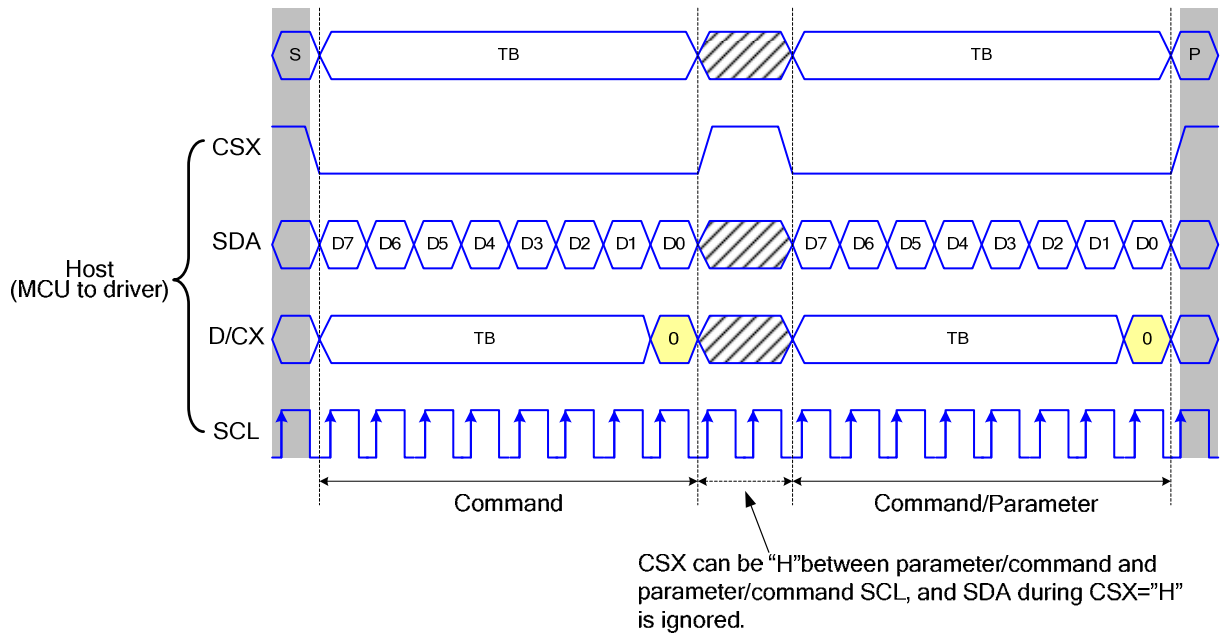 S TB TB P
CSX
SDA D7 D6 D5 D4 D3 D2 D1 D0 D7 D6 D5 D4 D3 D2 D1 D0
Host
(MCU to driver)
D/CX TB 0 TB 0
SCL
Command Command/Parameter
CSX can be “H”between parameter/command and
parameter/command SCL, and SDA during CSX=”H”
is ignored.